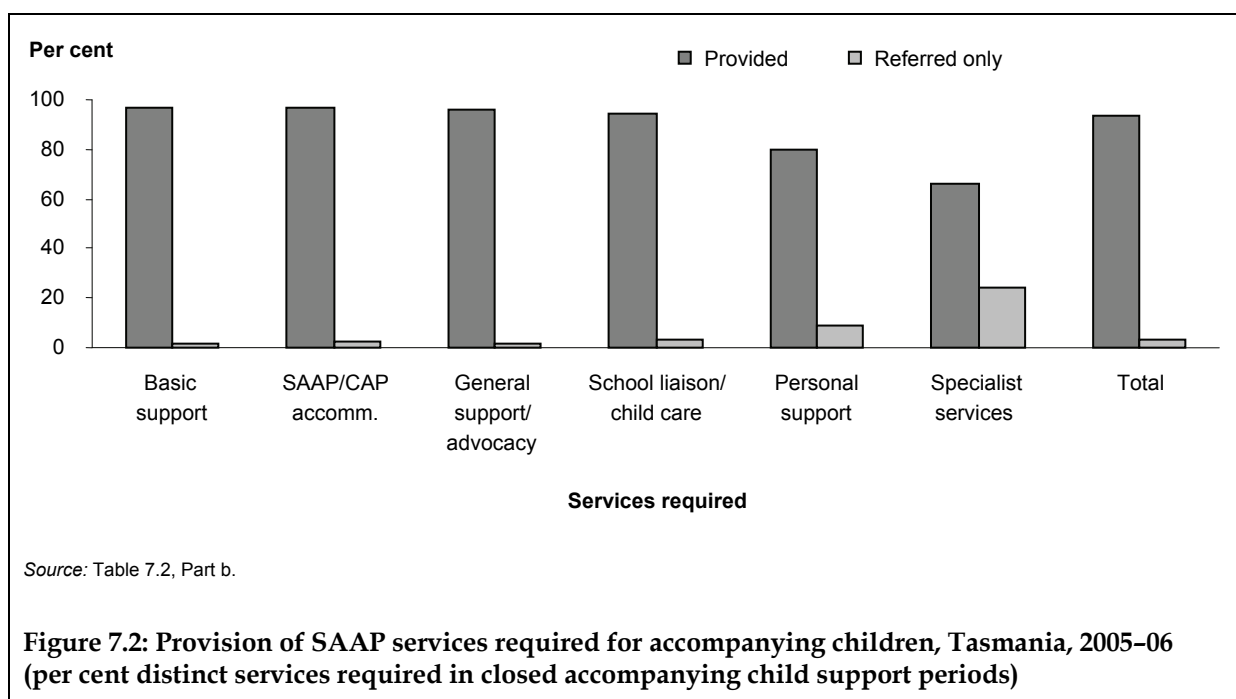 Per cent
Provided Referred only
100
80
60
40
20
0
Basic support
SAAP/CAP accomm.
General support/ advocacy
School liaison/ child care
Personal support
Specialist services
Total
Services required
Source: Table 7.2, Part b.
Figure 7.2: Provision of SAAP services required for accompanying children, Tasmania, 2005–06
(per cent distinct services required in closed accompanying child support periods)